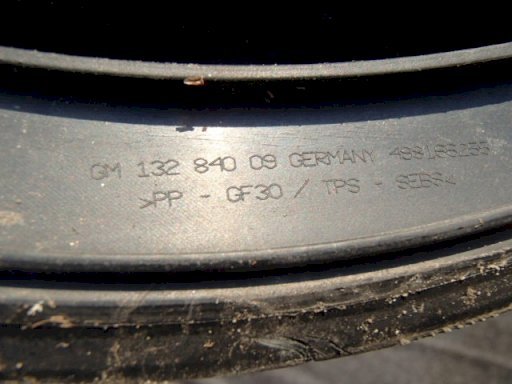 GM 132 840 09 GERMANY
>PP - GF30 / TPS - SEBS<